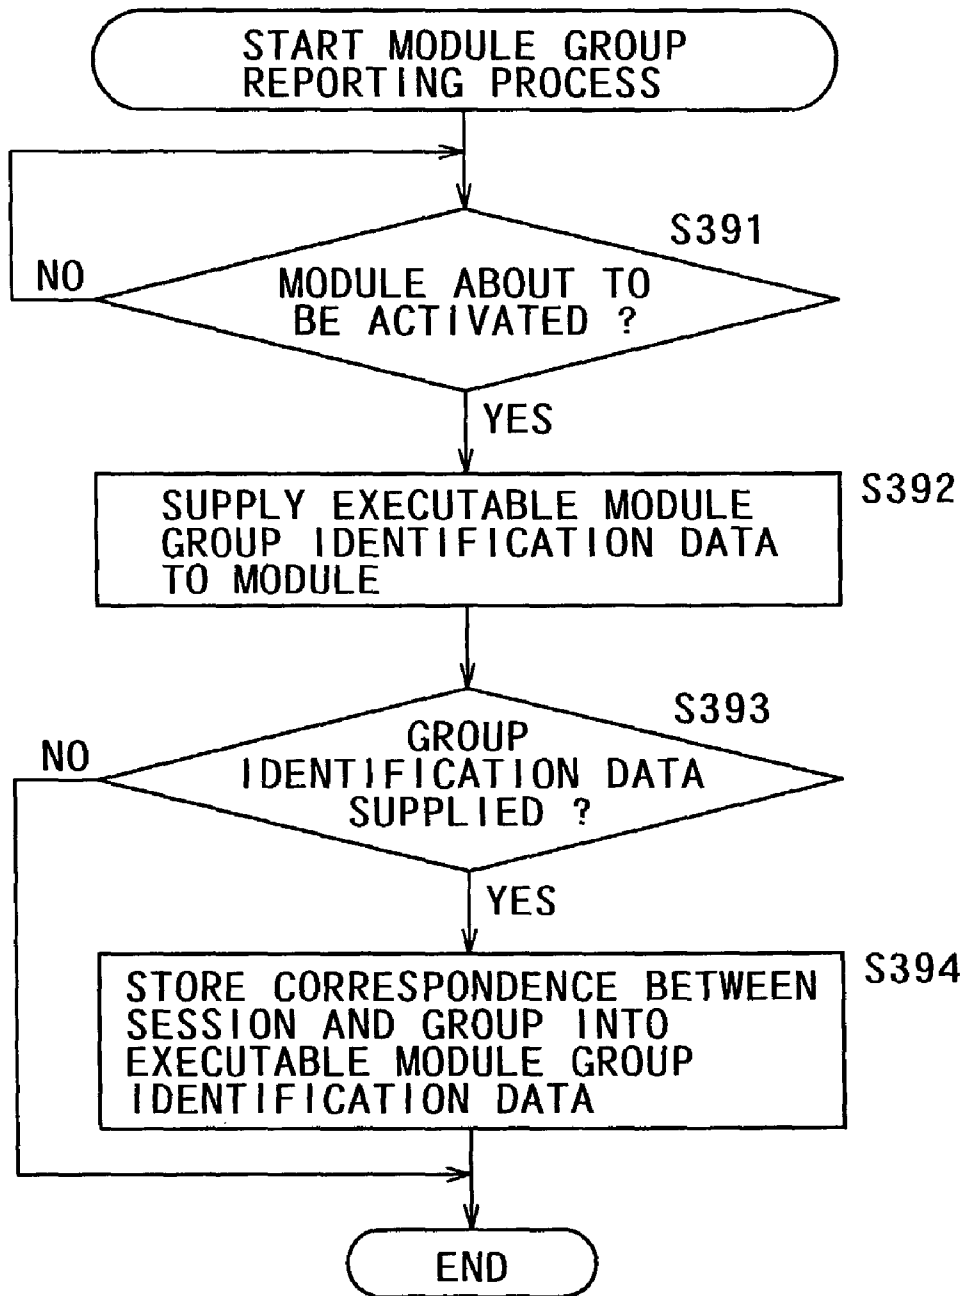 START MODULE GROUP
REPORTING PROCESS
S391
NO
MODULE ABOUT TO
BE ACTIVATED ?
YES
S392
SUPPLY EXECUTABLE MODULE
GROUP IDENTIFICATION DATA
TO MODULE
S393
NO
GROUP
IDENTIFICATION DATA
SUPPLIED ?
YES
S394
STORE CORRESPONDENCE BETWEEN
SESSION AND GROUP INTO
EXECUTABLE MODULE GROUP
IDENTIFICATION DATA
END